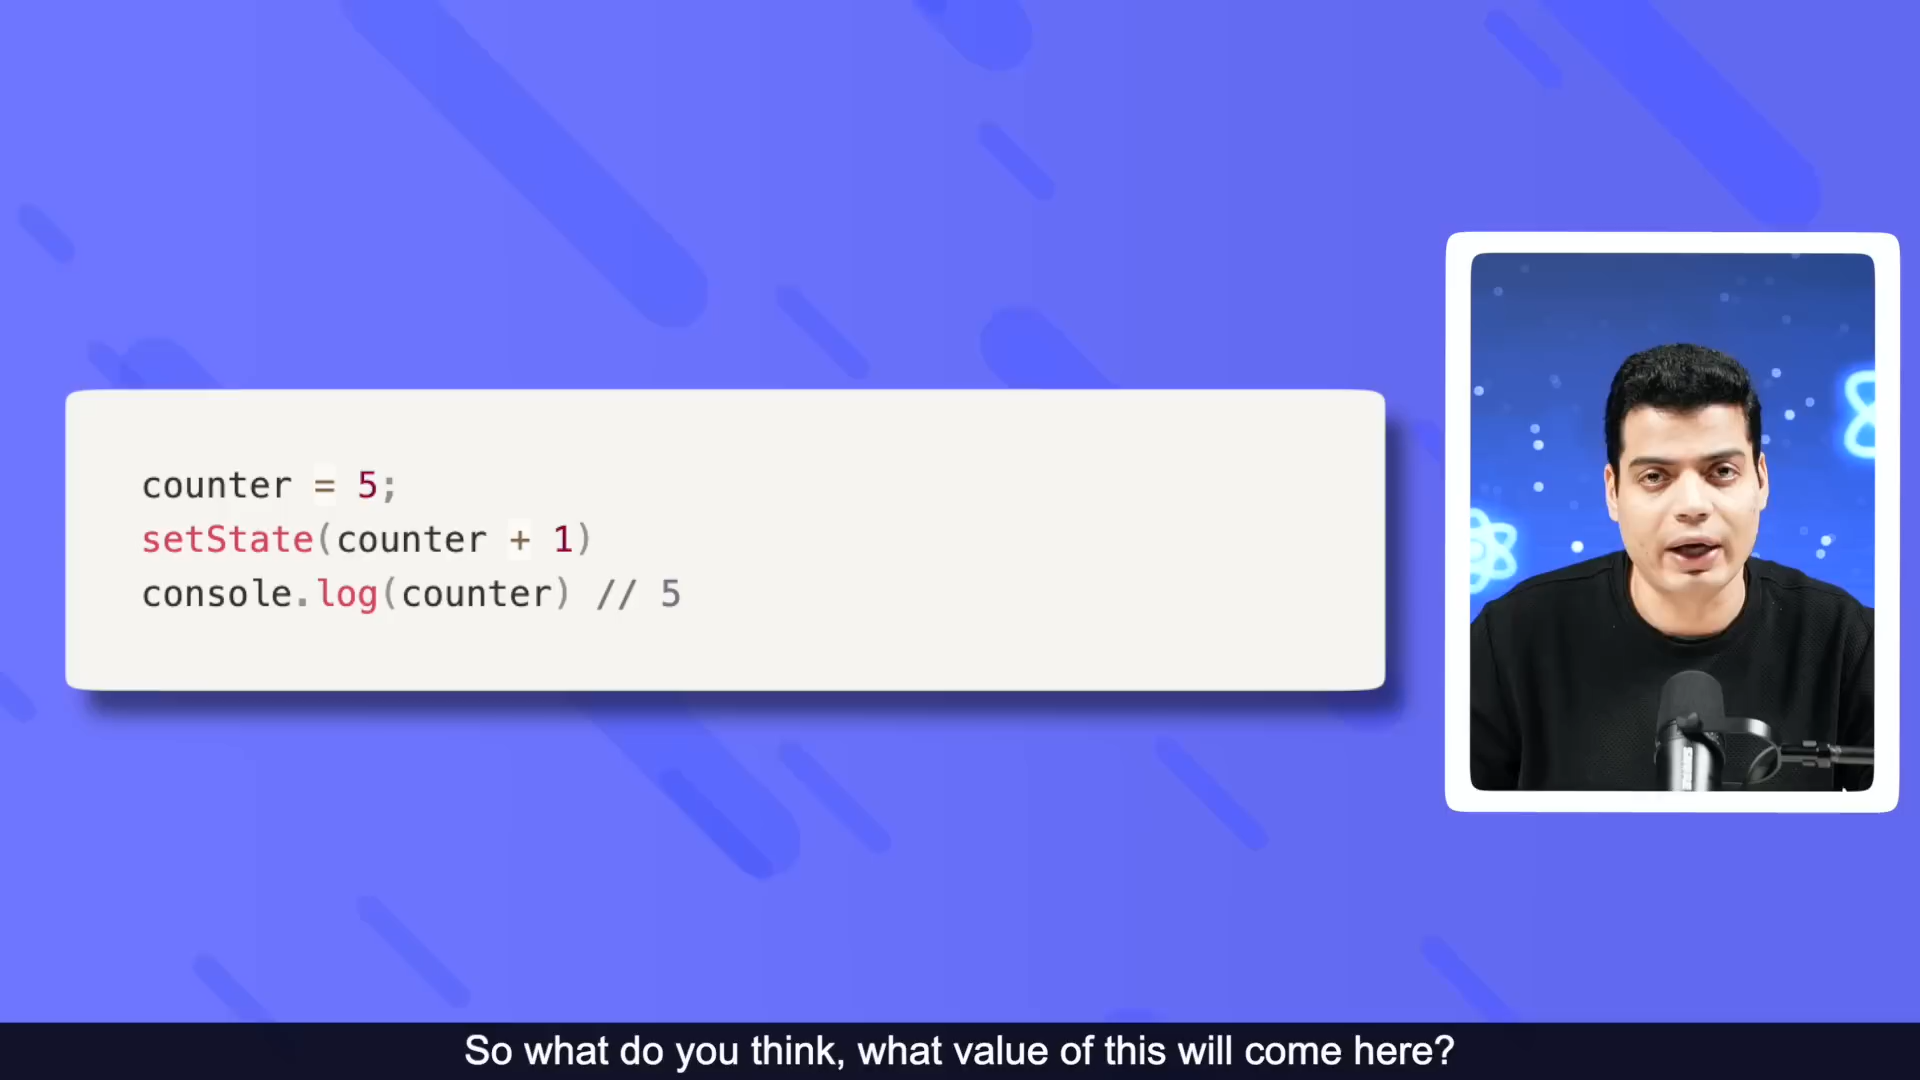 counter = 5;
setState(counter + 1)
console.log(counter) // 5
So what do you think, what value of this will come here?